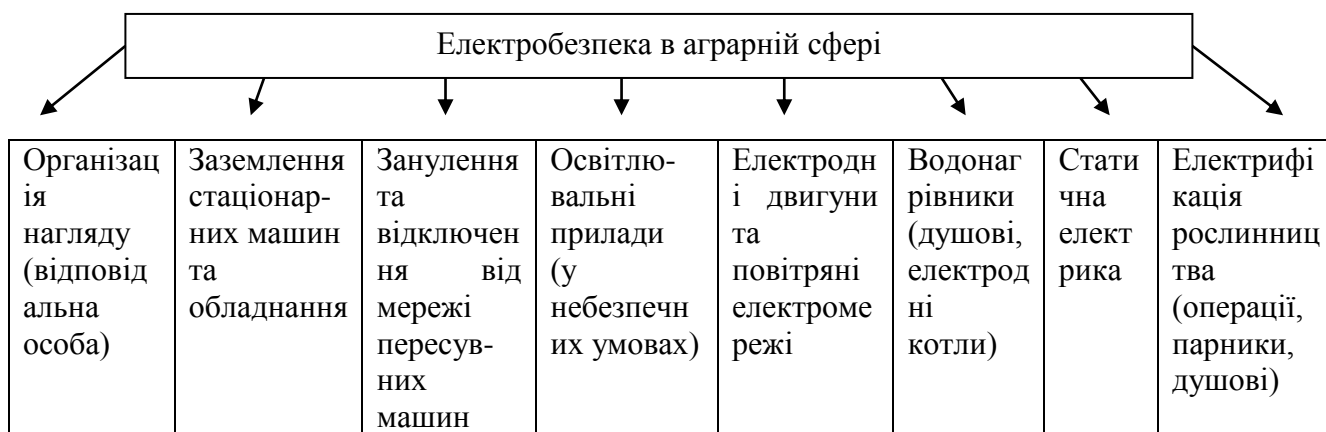 Електробезпека в аграрній сфері
Організац
ія
нагляду
(відповід
альна
особа)
Заземлення
стаціонар-
них машин
та
обладнання
Занулення
та
відключен
ня від
мережі
пересув-
них
машин
Освітлю-
вальні
прилади
(у
небезпечн
их умовах)
Електродн
і двигуни
та
повітряні
електроме
режі
Водонаг
рівники
(душові,
електрод
ні
котли)
Стати
чна
елект
рика
Електрифі
кація
рослинниц
тва
(операції,
парники,
душові)